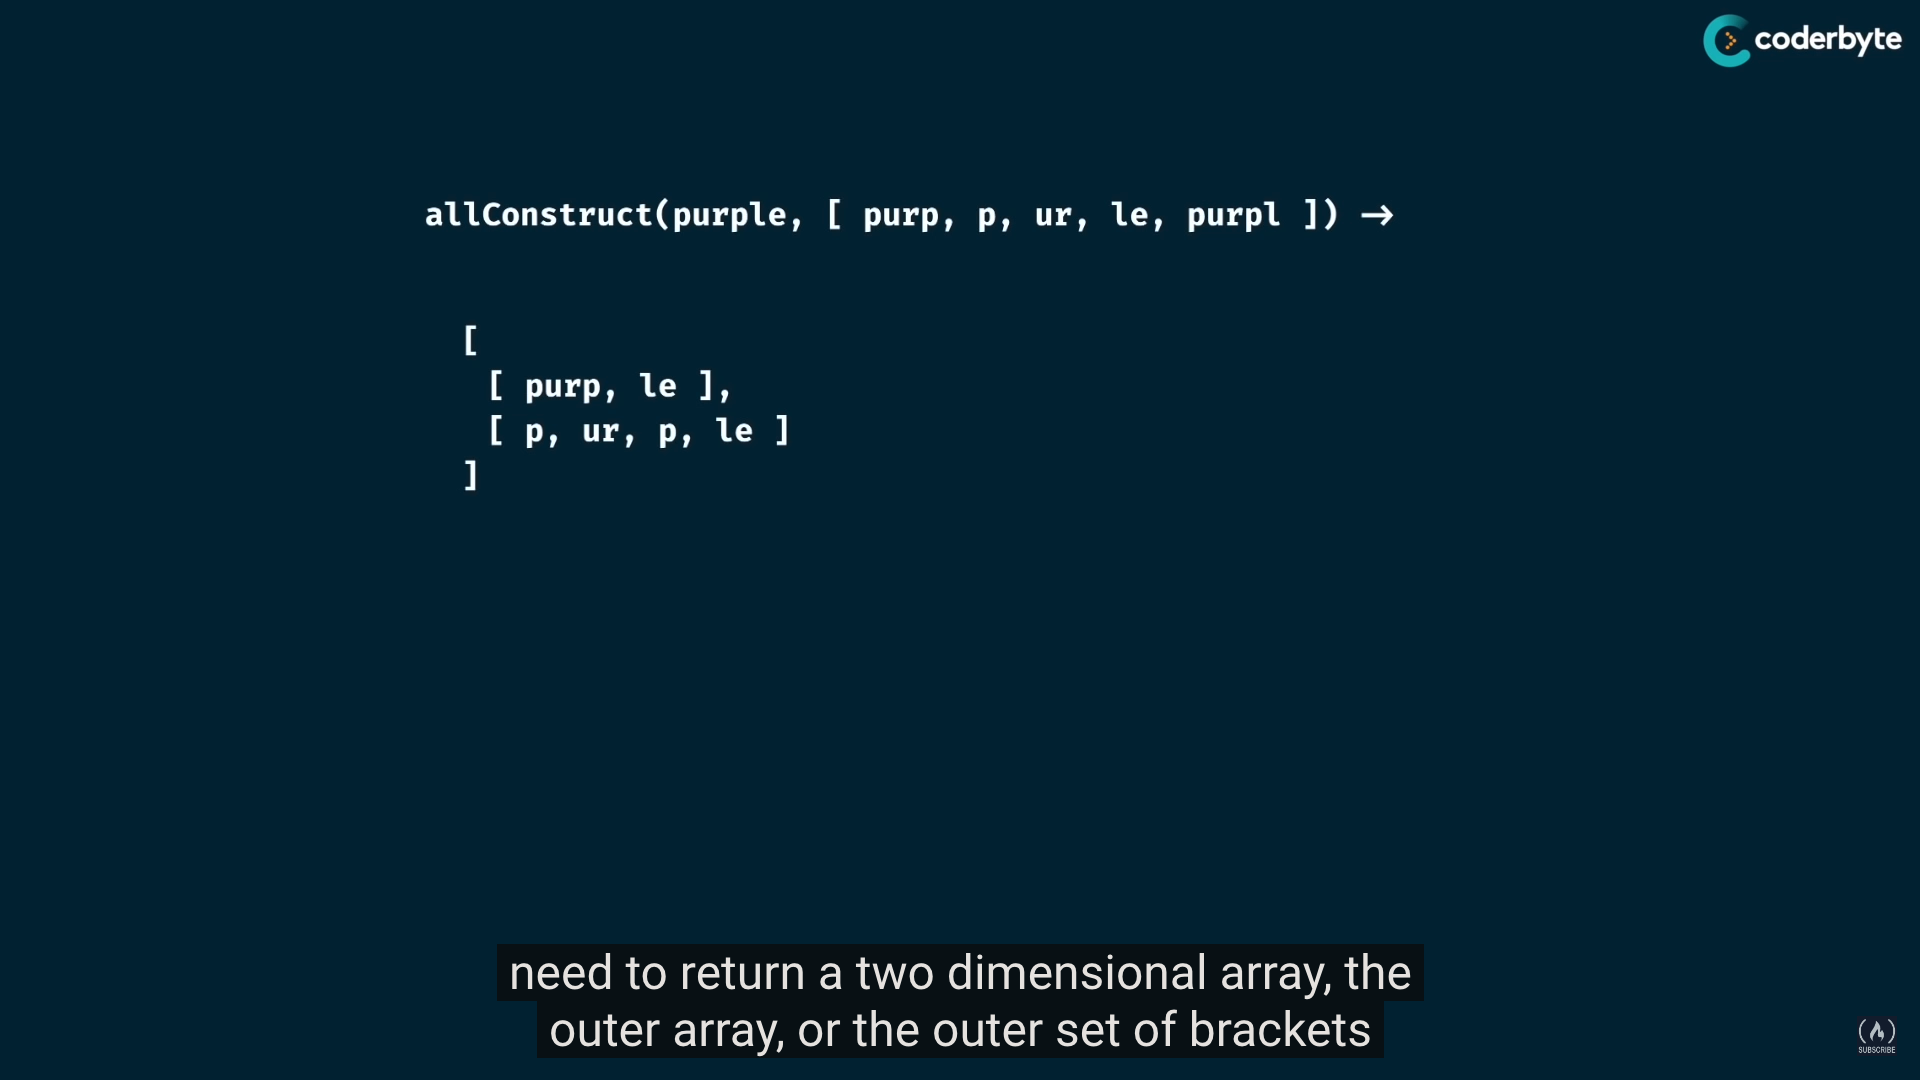 coderbyte
allConstruct(purple, [ purp, p, ur, le, purpl ]) →
[
[ purp, le ],
[ p, ur, p, le ]
]
need to return a two dimensional array, the
outer array, or the outer set of brackets
SUBSCRIBE